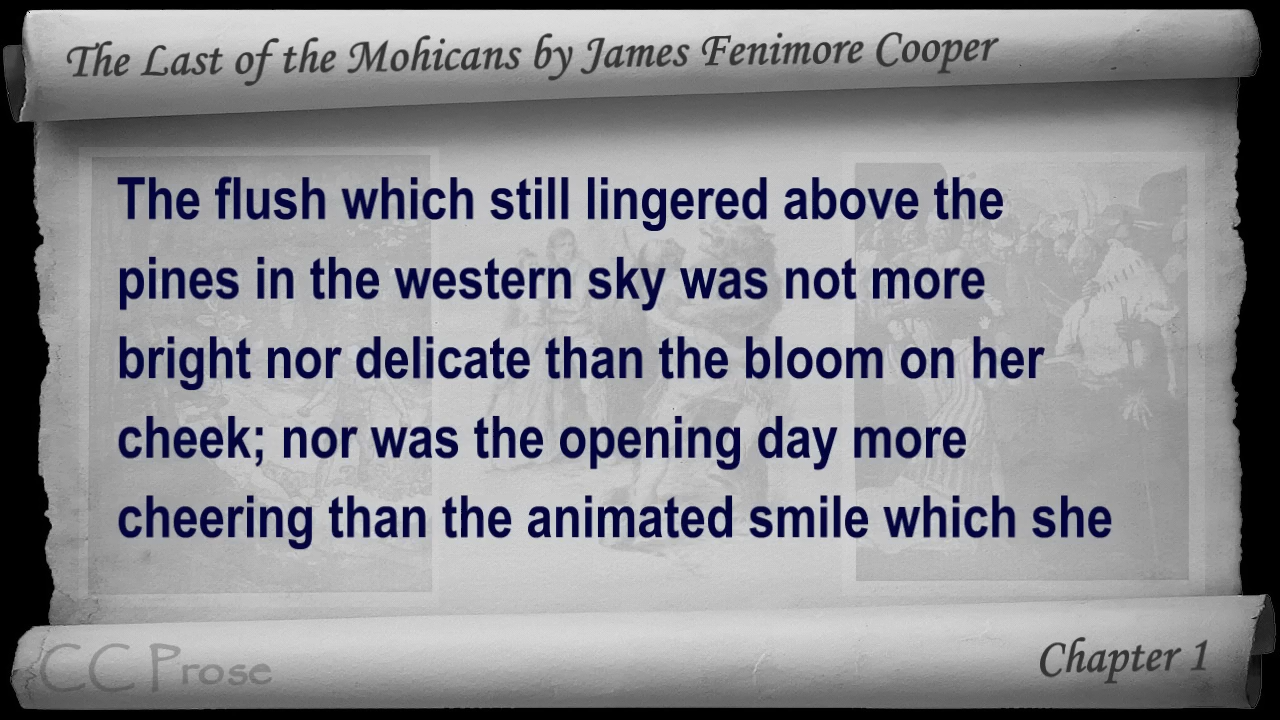 The Last of the Mohicans by James Fenimore Cooper
The flush which still lingered above the
pines in the western sky was not more
bright nor delicate than the bloom on her
cheek; nor was the opening day more
cheering than the animated smile which she
CC Prose
Chapter 1